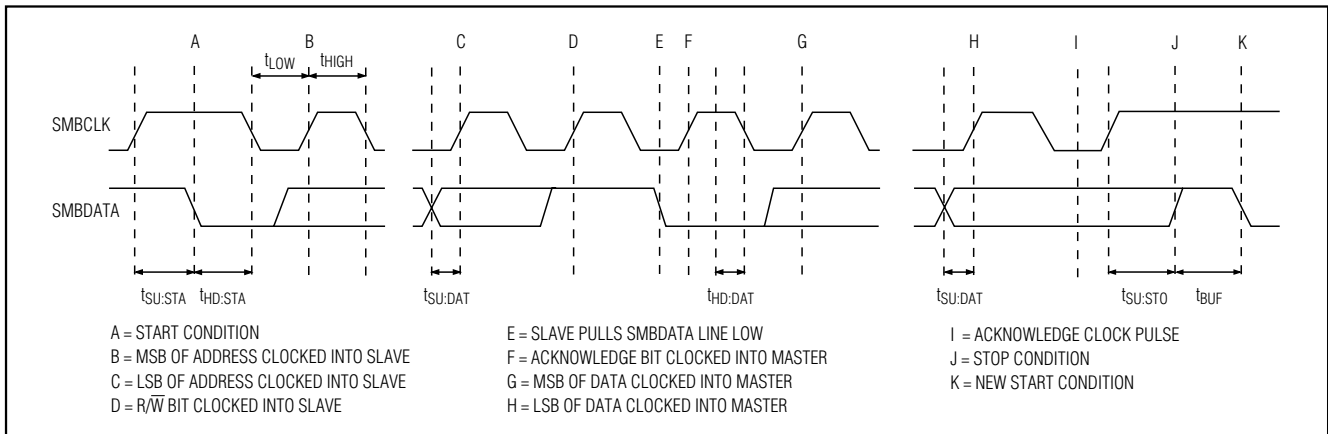 A B C D E F G H I J K
tLOW tHIGH
SMBCLK
SMBDATA
tSU:STA tHD:STA tSU:DAT tHD:DAT tSU:DAT tSU:STO tBUF
A = START CONDITION
B = MSB OF ADDRESS CLOCKED INTO SLAVE
C = LSB OF ADDRESS CLOCKED INTO SLAVE
D = R/W̅ BIT CLOCKED INTO SLAVE
E = SLAVE PULLS SMBDATA LINE LOW
F = ACKNOWLEDGE BIT CLOCKED INTO MASTER
G = MSB OF DATA CLOCKED INTO MASTER
H = LSB OF DATA CLOCKED INTO MASTER
I = ACKNOWLEDGE CLOCK PULSE
J = STOP CONDITION
K = NEW START CONDITION